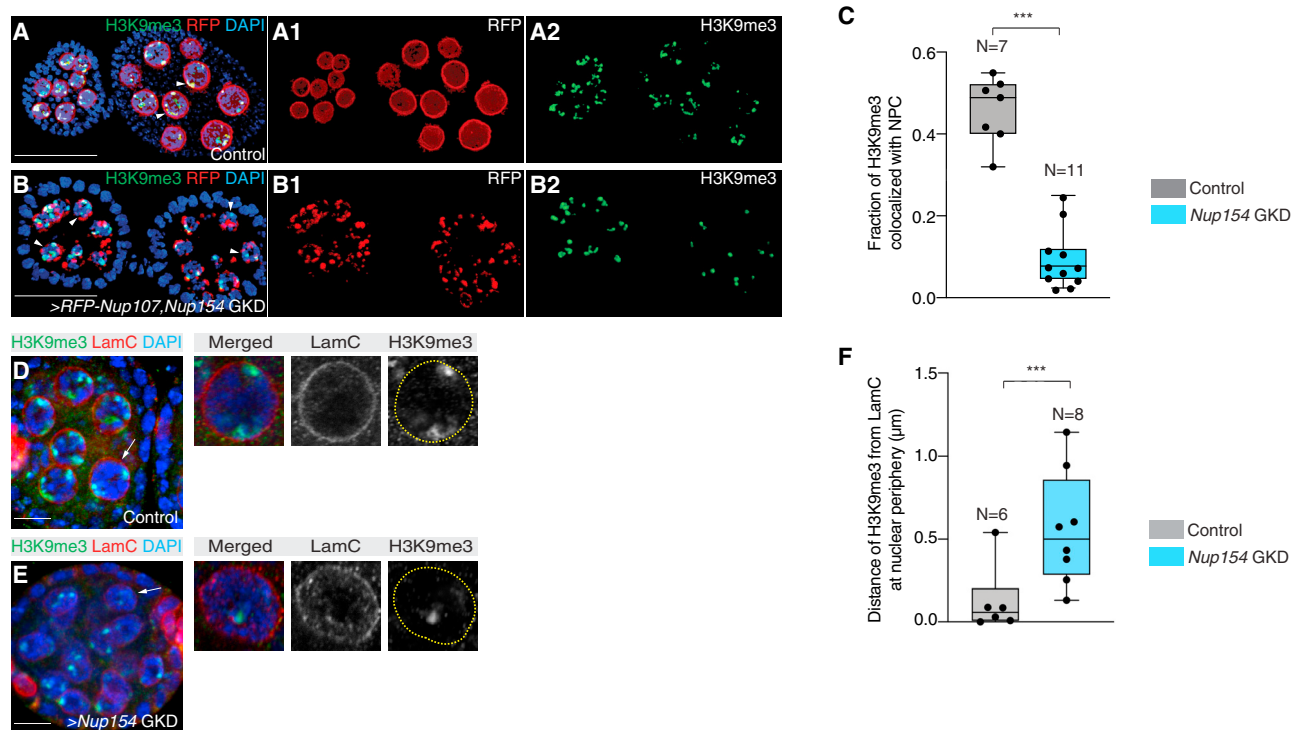 A
H3K9me3 RFP DAPI
Control
A1
RFP
A2
H3K9me3
B
H3K9me3 RFP DAPI
>RFP-Nup107,Nup154 GKD
B1
RFP
B2
H3K9me3
C
***
N=7
N=11
Fraction of H3K9me3
colocalized with NPC
0.6
0.4
0.2
0.0
Control
Nup154 GKD
H3K9me3 LamC DAPI
D
Control
Merged
LamC
H3K9me3
H3K9me3 LamC DAPI
E
>Nup154 GKD
Merged
LamC
H3K9me3
F
***
N=6
N=8
Distance of H3K9me3 from LamC
at nuclear periphery (μm)
1.5
1.0
0.5
0.0
Control
Nup154 GKD